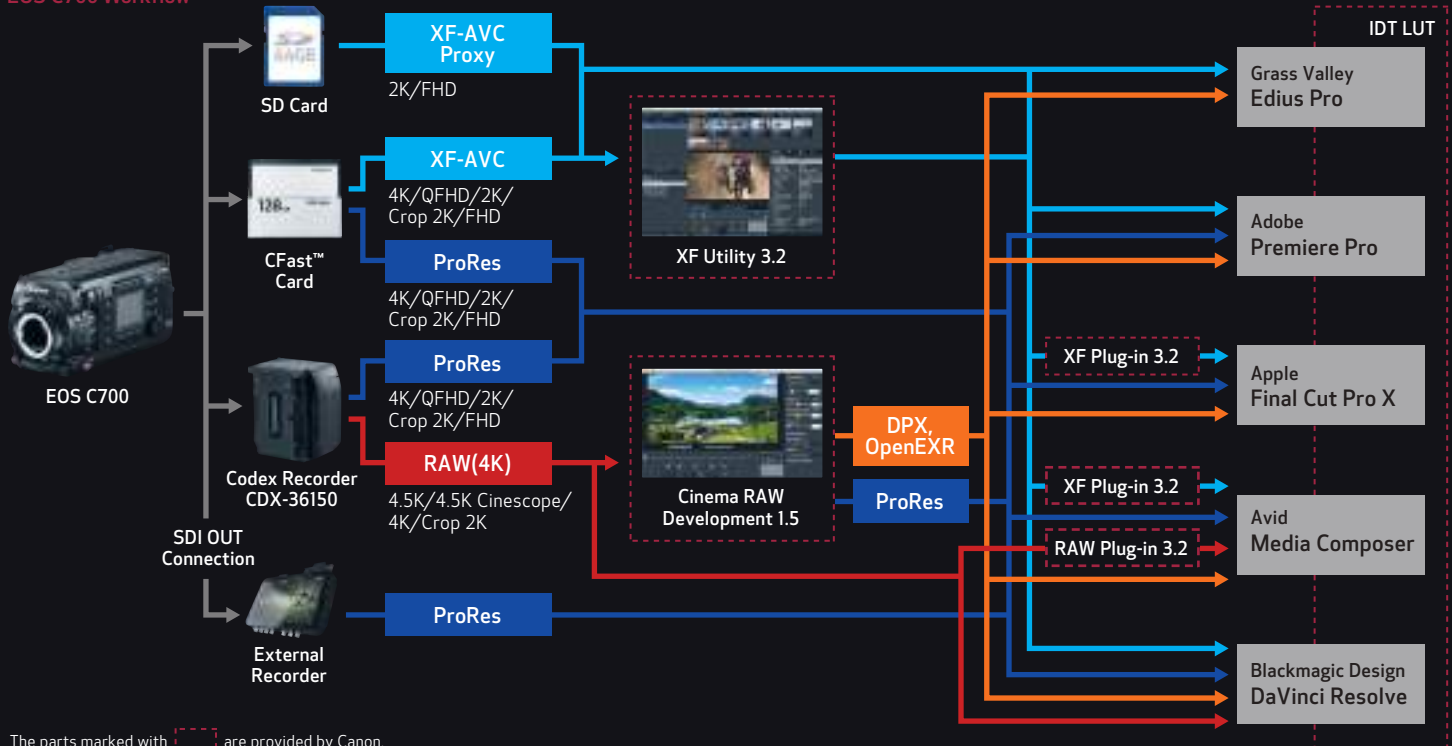 EOS C700 Workflow
IDT LUT
SD Card
XF-AVC
Proxy
2K/FHD
Grass Valley
Edius Pro
128
CFast™
Card
XF-AVC
4K/QFHD/2K/
Crop 2K/FHD
XF Utility 3.2
Adobe
Premiere Pro
ProRes
4K/QFHD/2K/
Crop 2K/FHD
EOS C700
ProRes
4K/QFHD/2K/
Crop 2K/FHD
XF Plug-in 3.2
Apple
Final Cut Pro X
Codex Recorder
CDX-36150
RAW(4K)
4.5K/4.5K Cinescope/
4K/Crop 2K
Cinema RAW
Development 1.5
DPX,
OpenEXR
ProRes
XF Plug-in 3.2
RAW Plug-in 3.2
Avid
Media Composer
SDI OUT
Connection
External
Recorder
ProRes
Blackmagic Design
DaVinci Resolve
The parts marked with are provided by Canon